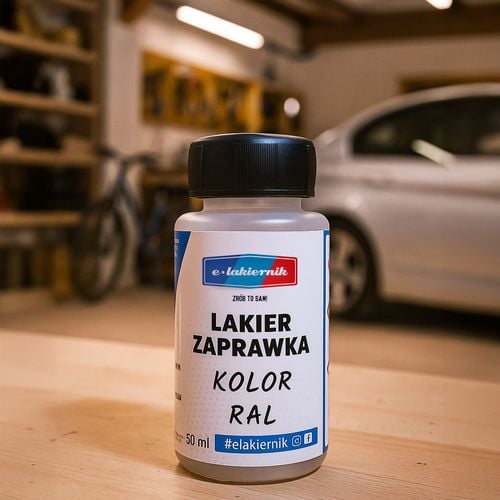 e·lakiernik
ZRÓB TO SAM!
LAKIER
ZAPRAWKA
KOLOR
RAL
50 ml
#elakiernik